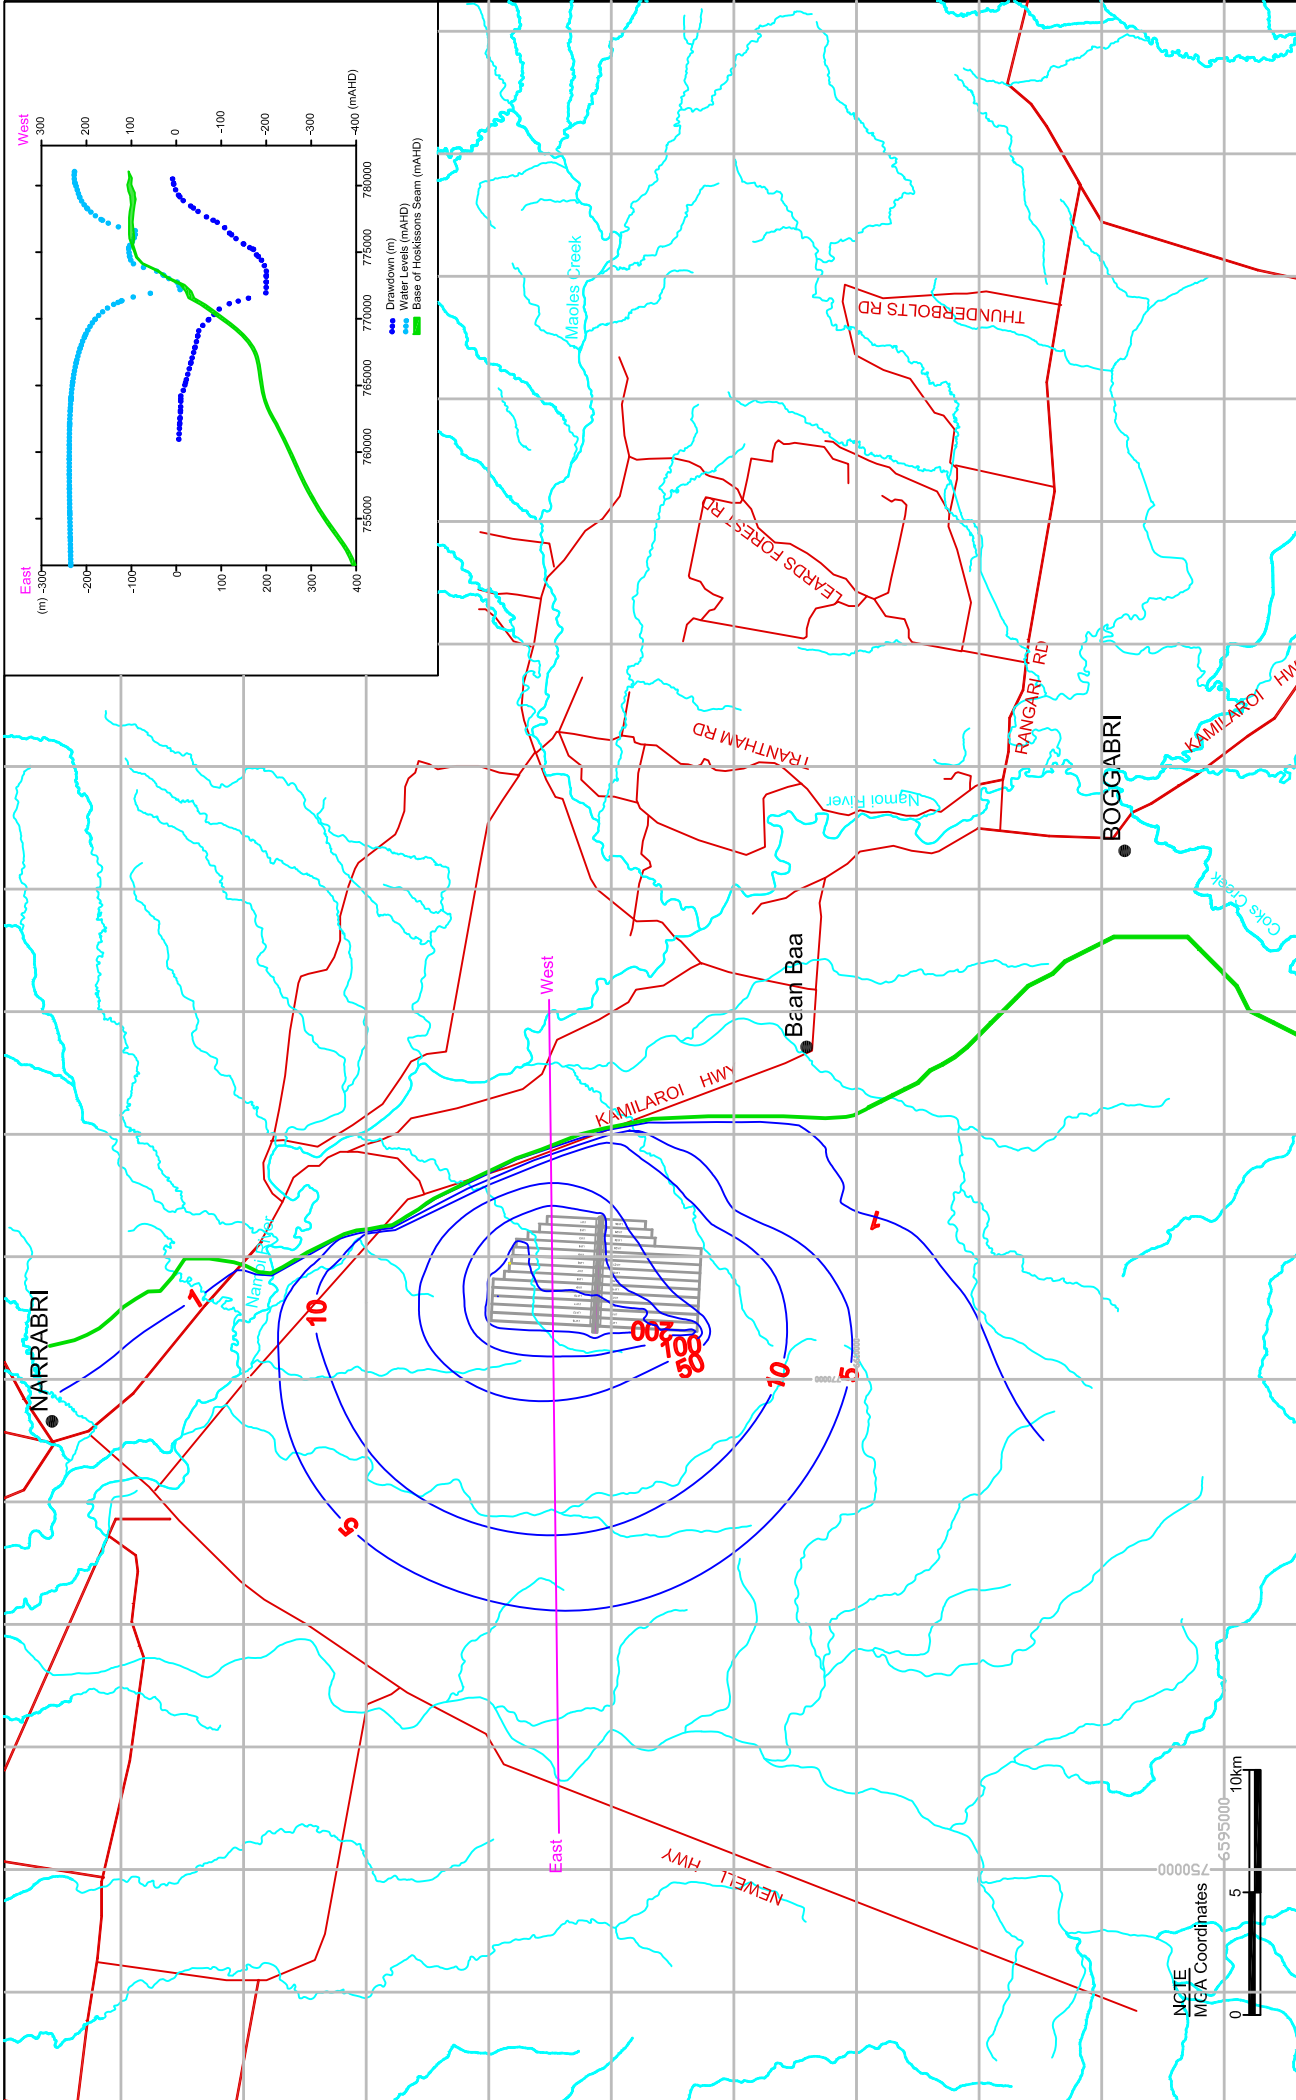 East
West
(m)
-300
-200
-100
0
100
200
300
400
300
200
100
0
-100
-200
-300
-400 (mAHD)
755000
760000
765000
770000
775000
780000
Drawdown (m)
Water Levels (mAHD)
Base of Hoskissons Seam (mAHD)
NARRABRI
Namoi River
1
10
5
East
West
KAMILAROI HWY
Baan Baa
Maoles Creek
LEARDS FOREST RD
THUNDERBOLTS RD
TRANTHAM RD
Namoi River
RANGARI RD
BOGGABRI
KAMILAROI HW
Coks Creek
200
100
50
10
5
1
770000
NEWELL HWY
750000
6595000
NOTE
MGA Coordinates
0
5
10km